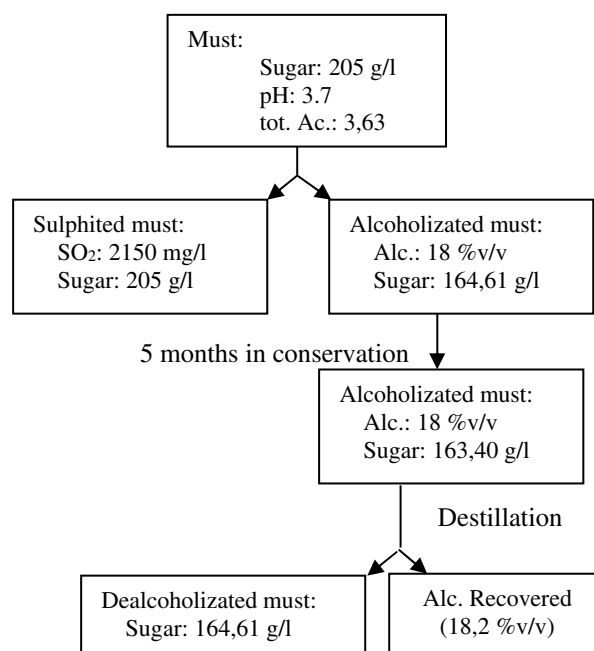 Must:
Sugar: 205 g/l
pH: 3.7
tot. Ac.: 3,63
Sulphited must:
SO₂: 2150 mg/l
Sugar: 205 g/l
Alcoholizated must:
Alc.: 18 %v/v
Sugar: 164,61 g/l
5 months in conservation
Alcoholizated must:
Alc.: 18 %v/v
Sugar: 163,40 g/l
Destillation
Dealcoholizated must:
Sugar: 164,61 g/l
Alc. Recovered
(18,2 %v/v)